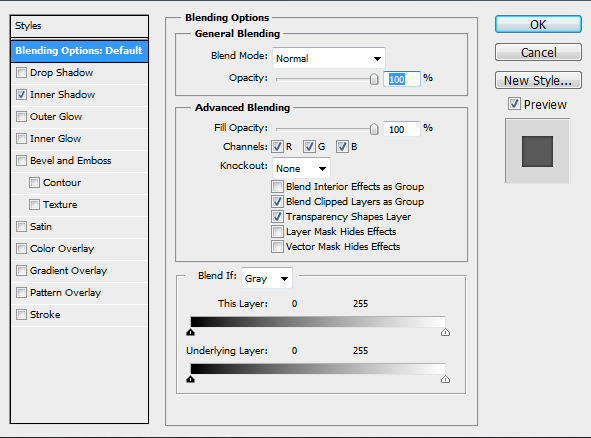 Styles
Blending Options: Default
Drop Shadow
Inner Shadow
Outer Glow
Inner Glow
Bevel and Emboss
Contour
Texture
Satin
Color Overlay
Gradient Overlay
Pattern Overlay
Stroke
Blending Options
General Blending
Blend Mode: Normal
Opacity: 100 %
Advanced Blending
Fill Opacity: 100 %
Channels: R G B
Knockout: None
Blend Interior Effects as Group
Blend Clipped Layers as Group
Transparency Shapes Layer
Layer Mask Hides Effects
Vector Mask Hides Effects
Blend If: Gray
This Layer: 0 255
Underlying Layer: 0 255
OK
Cancel
New Style...
Preview